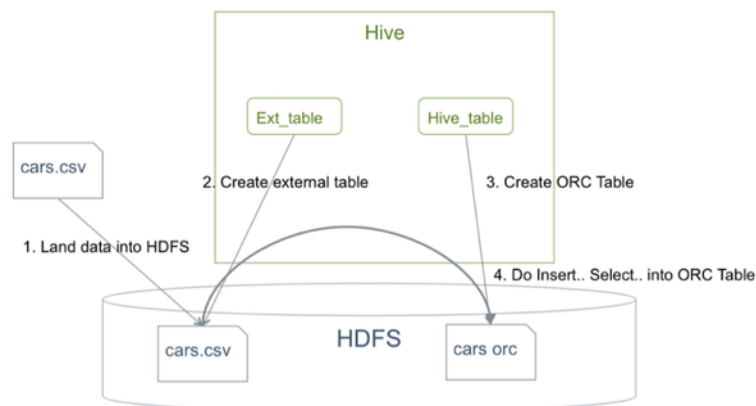 Hive
Ext_table
Hive_table
cars.csv
2. Create external table
3. Create ORC Table
1. Land data into HDFS
4. Do Insert.. Select.. into ORC Table
HDFS
cars.csv
cars orc